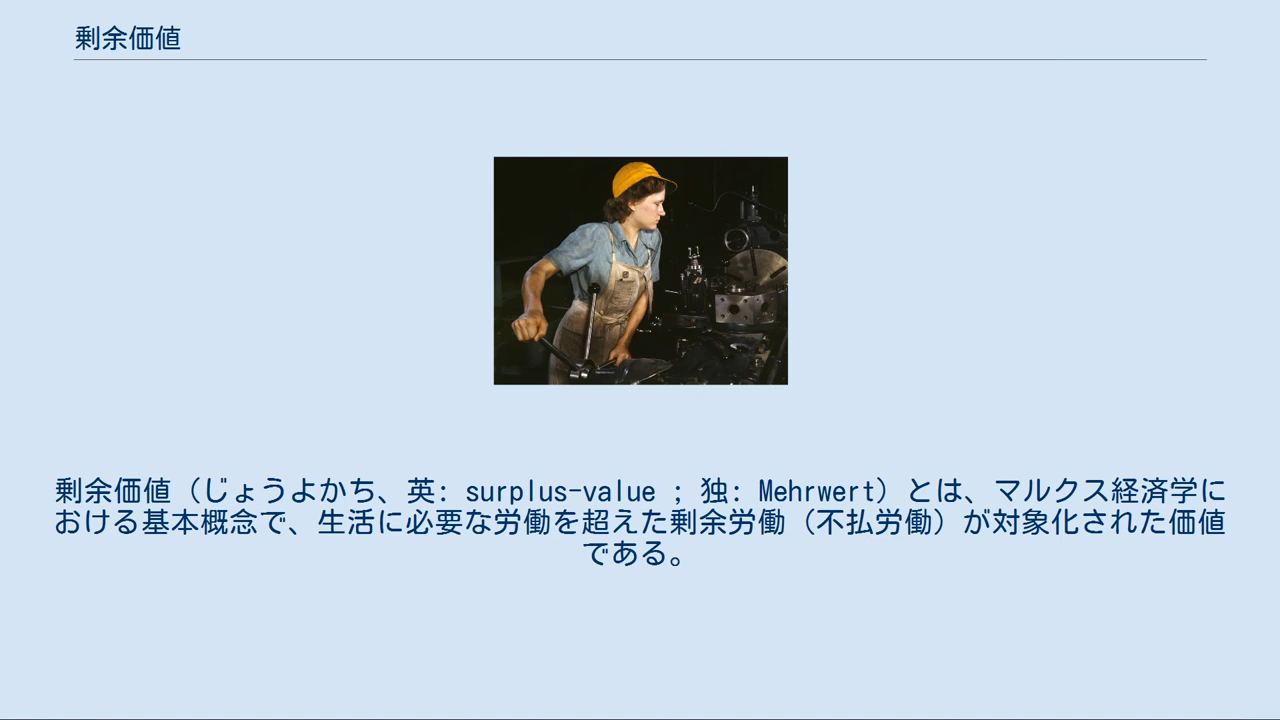 剰余価値
剰余価値（じょうよかち、英: surplus-value ; 独: Mehrwert）とは、マルクス経済学に
おける基本概念で、生活に必要な労働を超えた剰余労働（不払労働）が対象化された価値
である。